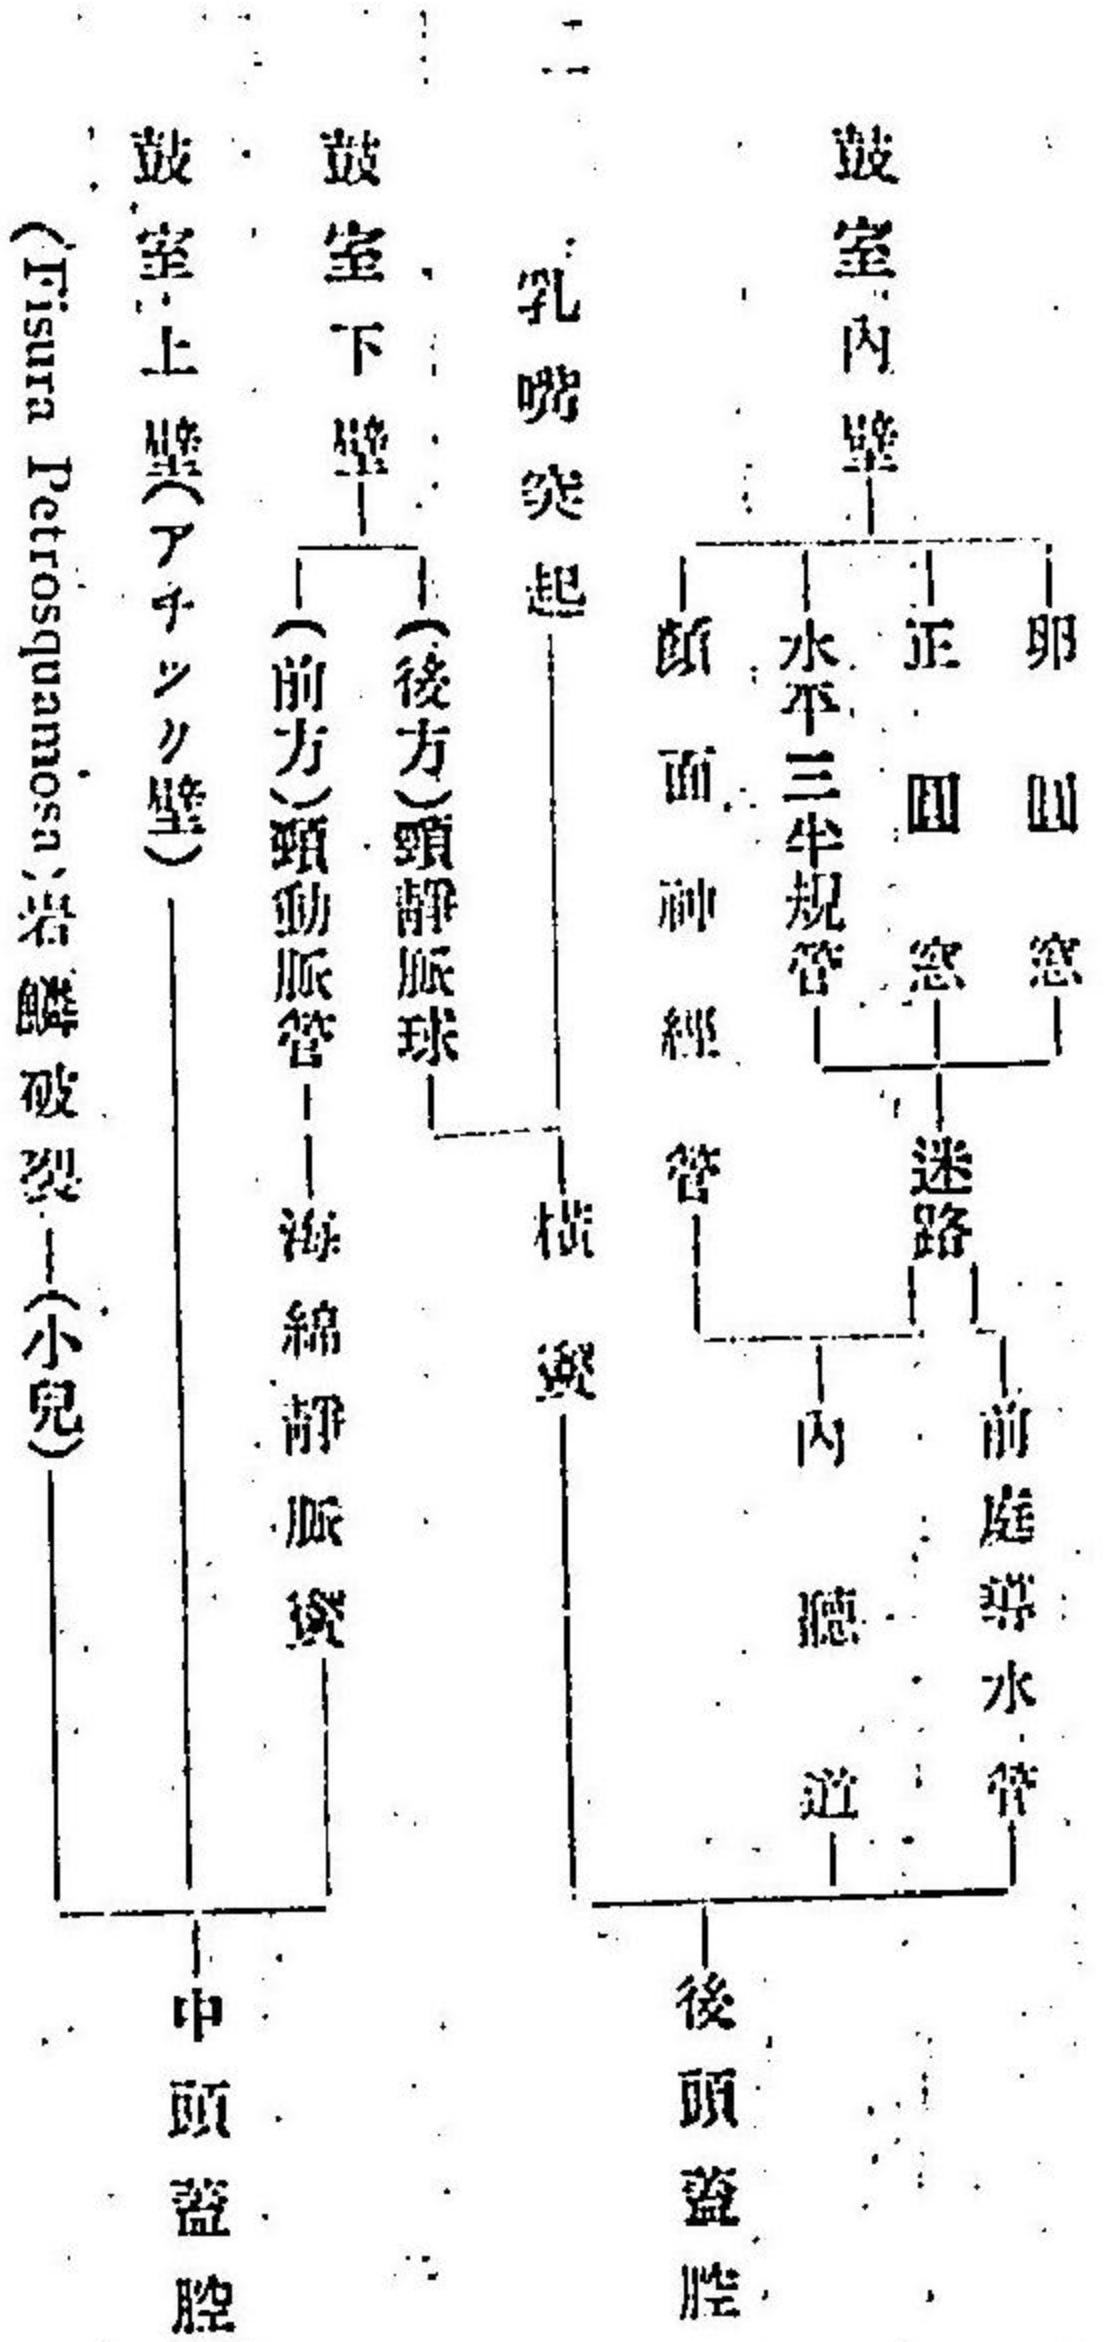 鼓室內壁
卵圓窓
正圓窓
水平三半規管
顔面神經管
迷路
前庭導水管
內聽道
後頭蓋腔
乳嘴突起
橫竇
鼓室下壁
(後方)頸靜脈球
(前方)頸動脈管
海綿靜脈竇
鼓室上壁(アチック壁)
(Fisura Petrosquamosa)岩鱗破裂
(小兒)
中頭蓋腔